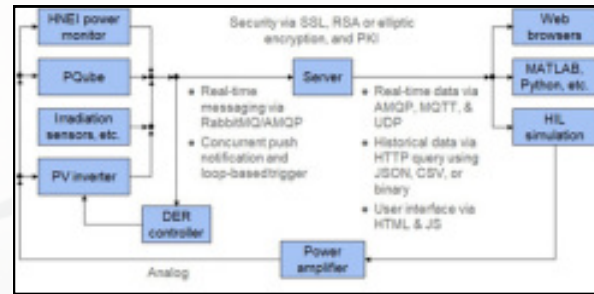 HNEI power
monitor
PQube
Irradiation
sensors, etc.
PV inverter
DER
controller
Security via SSL, RSA or elliptic
encryption, and PKI
Server
• Real-time
messaging via
RabbitMQ/AMQP
• Concurrent push
notification and
loop-based/trigger
• Real-time data via
AMQP, MQTT, &
UDP
• Historical data via
HTTP query using
JSON, CSV, or
binary
• User interface via
HTML & JS
Web
browsers
MATLAB,
Python, etc.
HIL
simulation
Power
amplifier
Analog